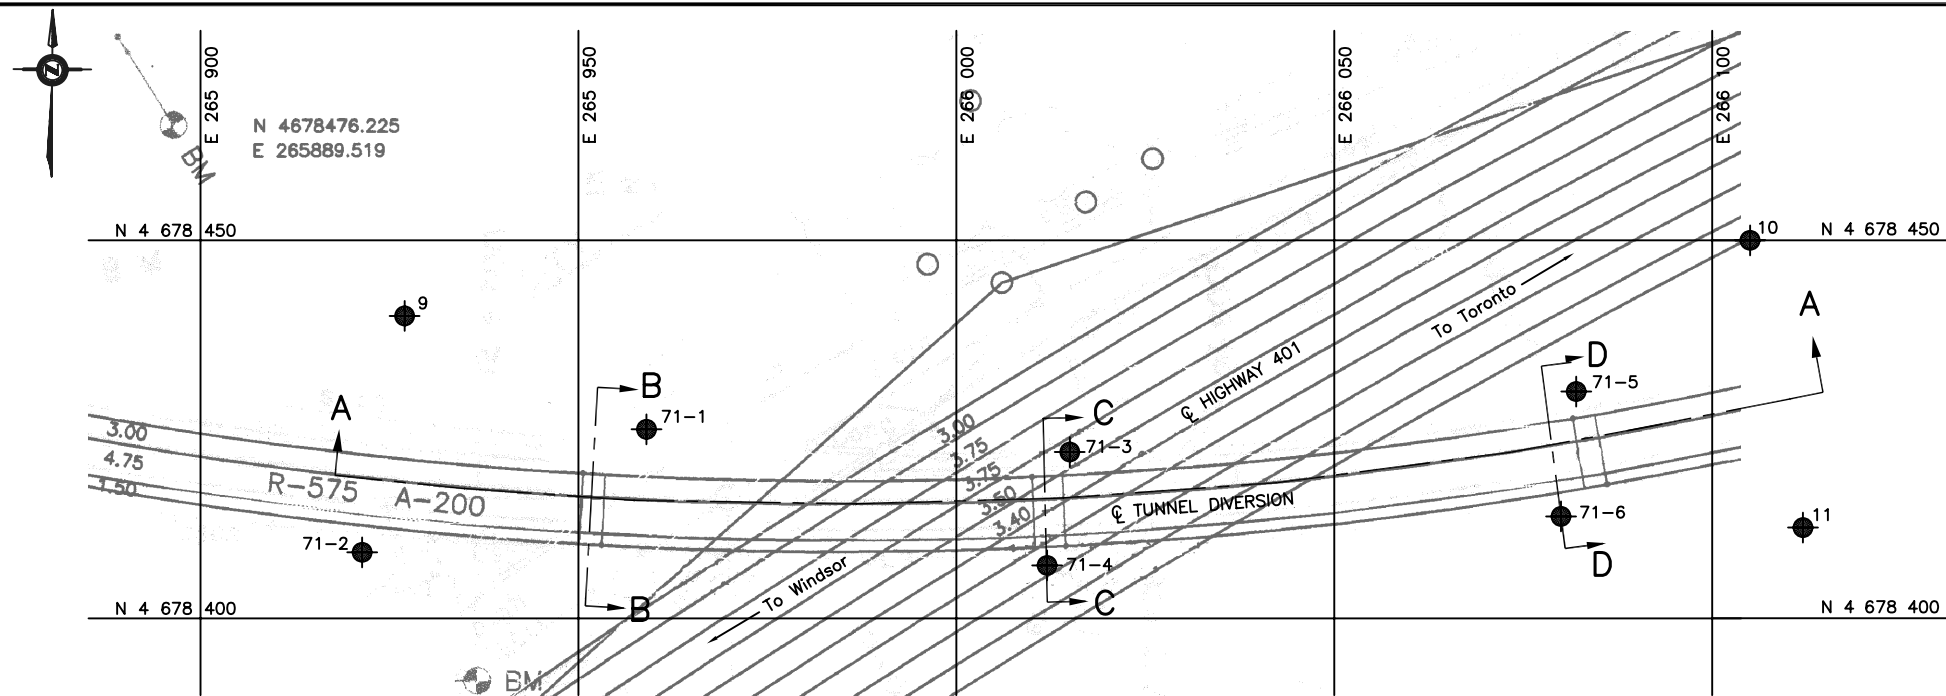 Z
E 265 900
E 265 950
E 266 000
E 266 050
E 266 100
N 4678476.225
E 265889.519
BM
N 4 678 450
N 4 678 450
10
9
To Toronto
A
℄ HIGHWAY 401
D
B
71-5
A
71-1
C
3.00
3.00
71-3
3.75
4.75
3.75
1.50
R-575
A-200
3.50
℄ TUNNEL DIVERSION
3.40
71-6
11
71-2
D
71-4
To Windsor
B
C
N 4 678 400
N 4 678 400
BM